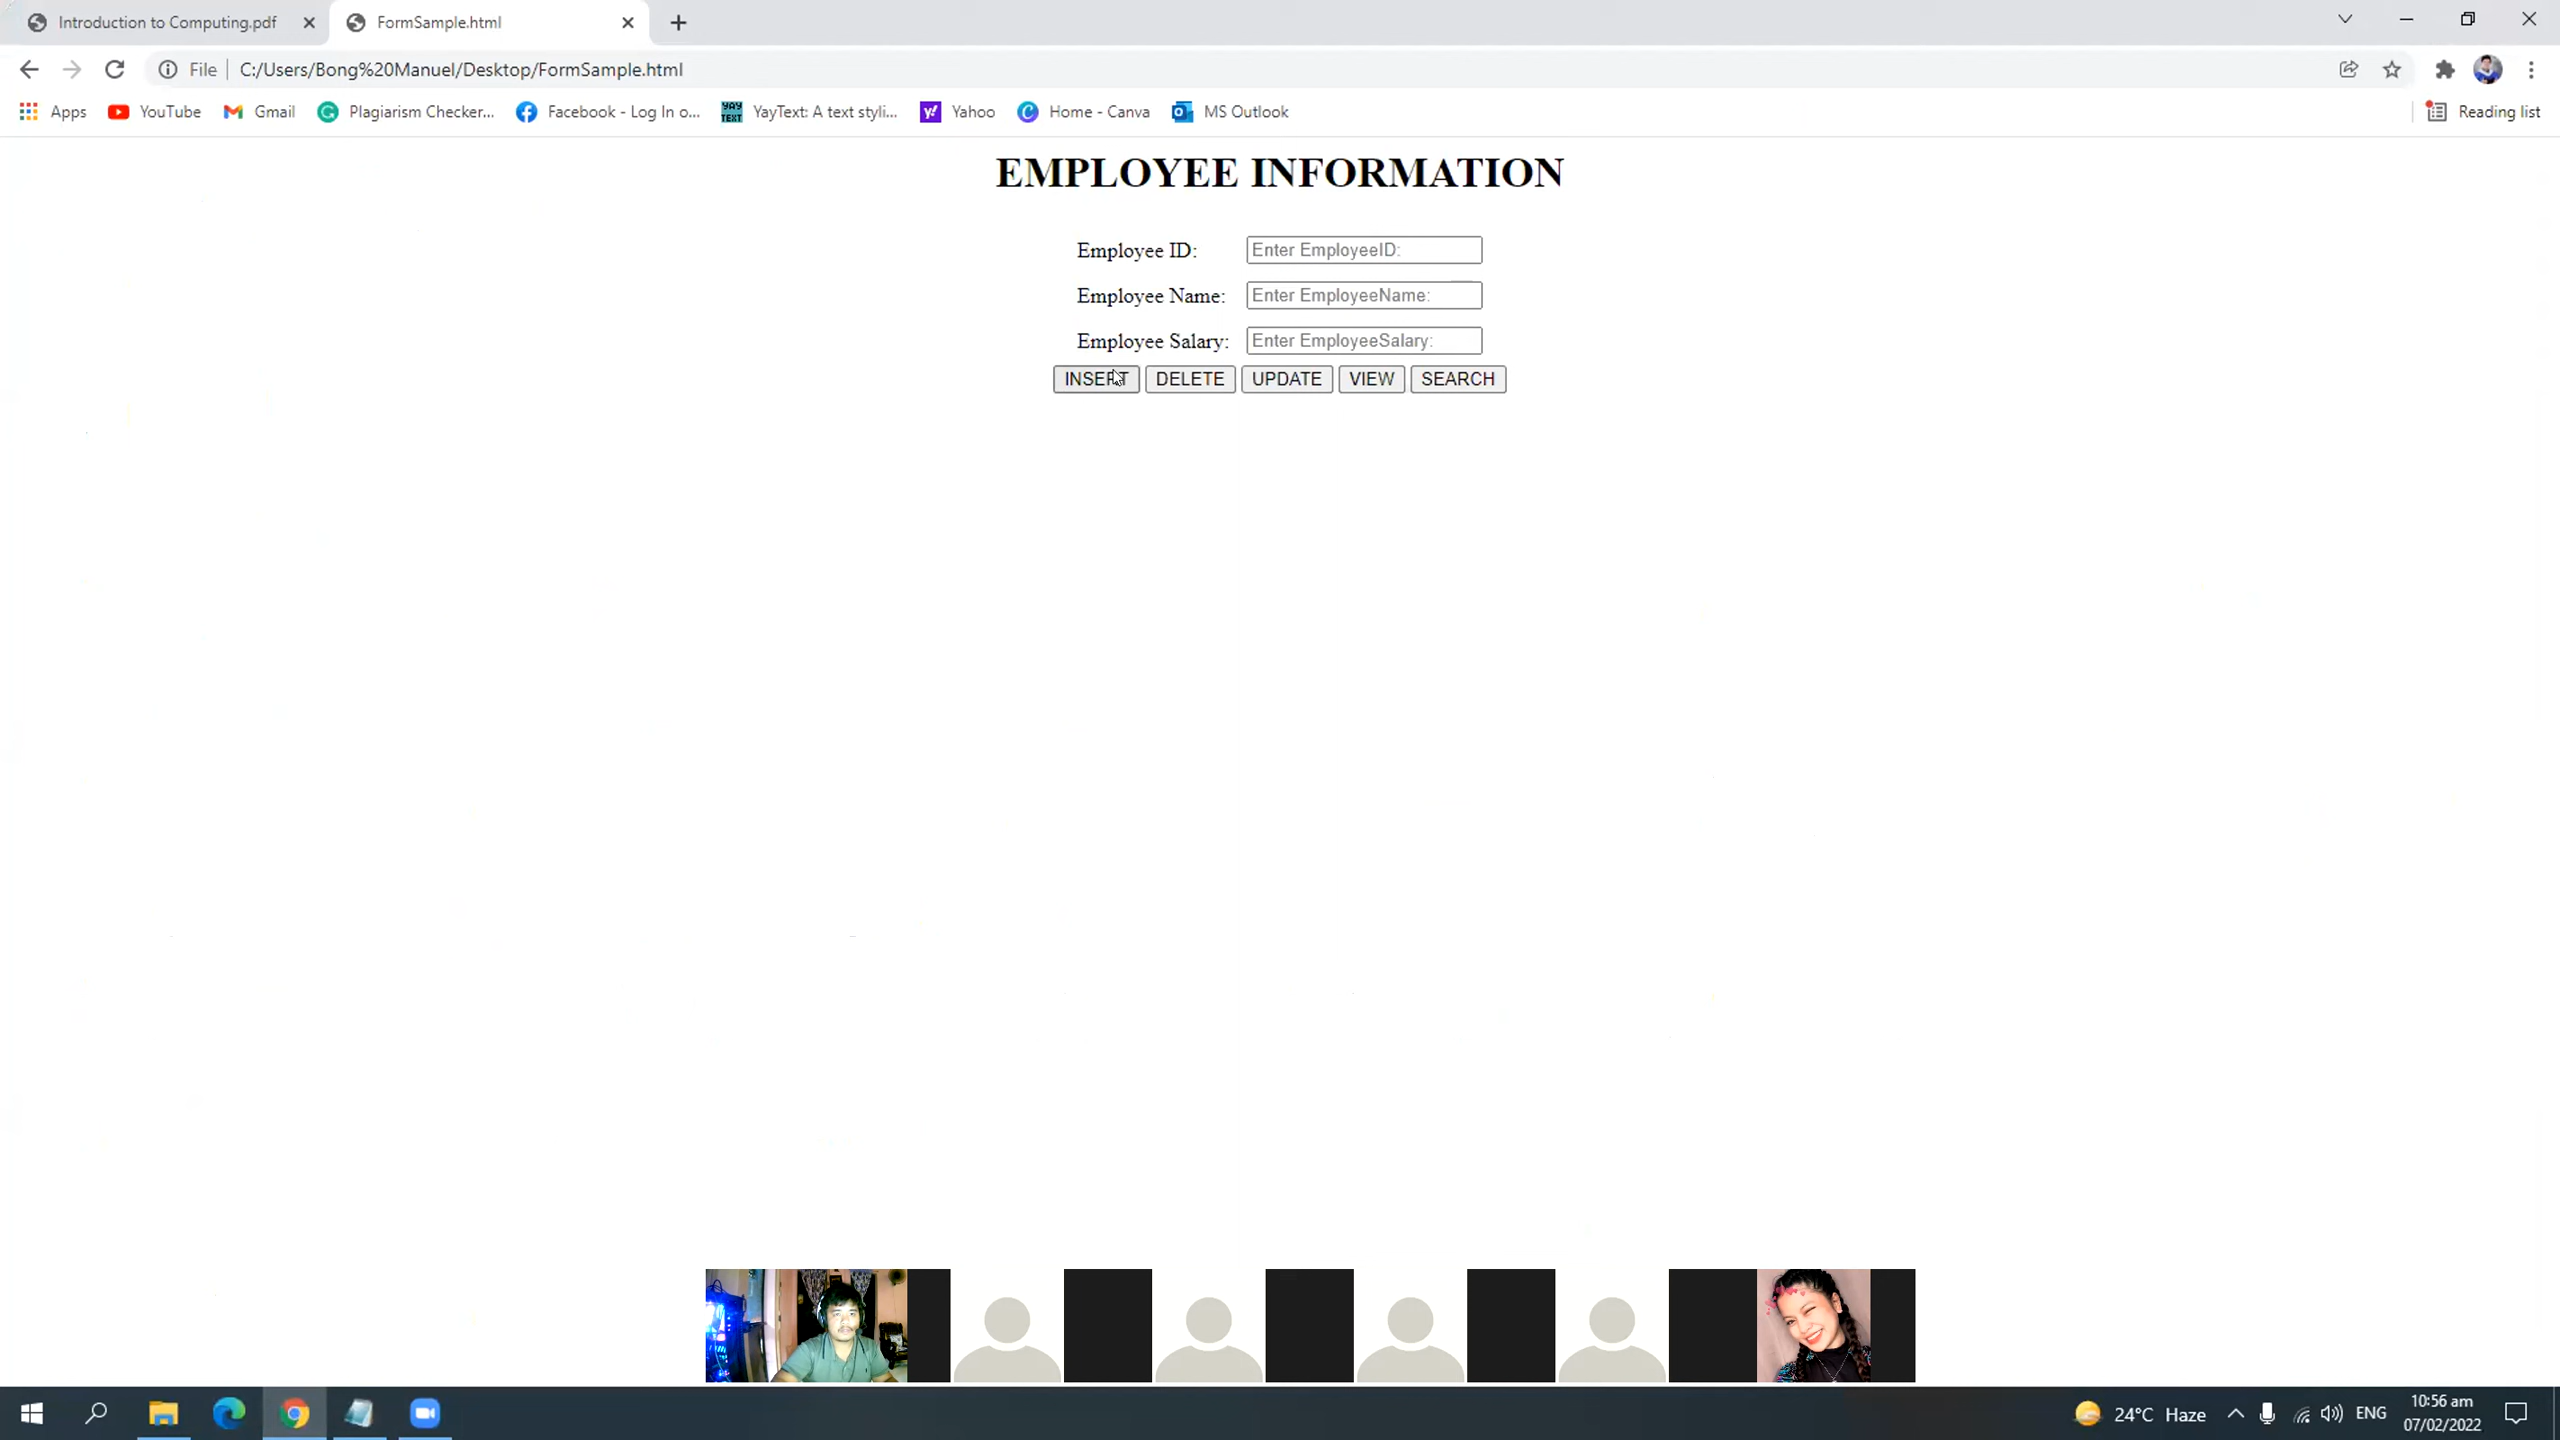 Introduction to Computing.pdf
FormSample.html
File
C:/Users/Bong%20Manuel/Desktop/FormSample.html
Apps
YouTube
Gmail
Plagiarism Checker...
Facebook - Log In o...
YAY TEXT
YayText: A text styli...
Yahoo
Home - Canva
MS Outlook
Reading list
EMPLOYEE INFORMATION
Employee ID: Enter EmployeeID:
Employee Name: Enter EmployeeName:
Employee Salary: Enter EmployeeSalary:
INSERT DELETE UPDATE VIEW SEARCH
24°C Haze
ENG
10:56 am
07/02/2022